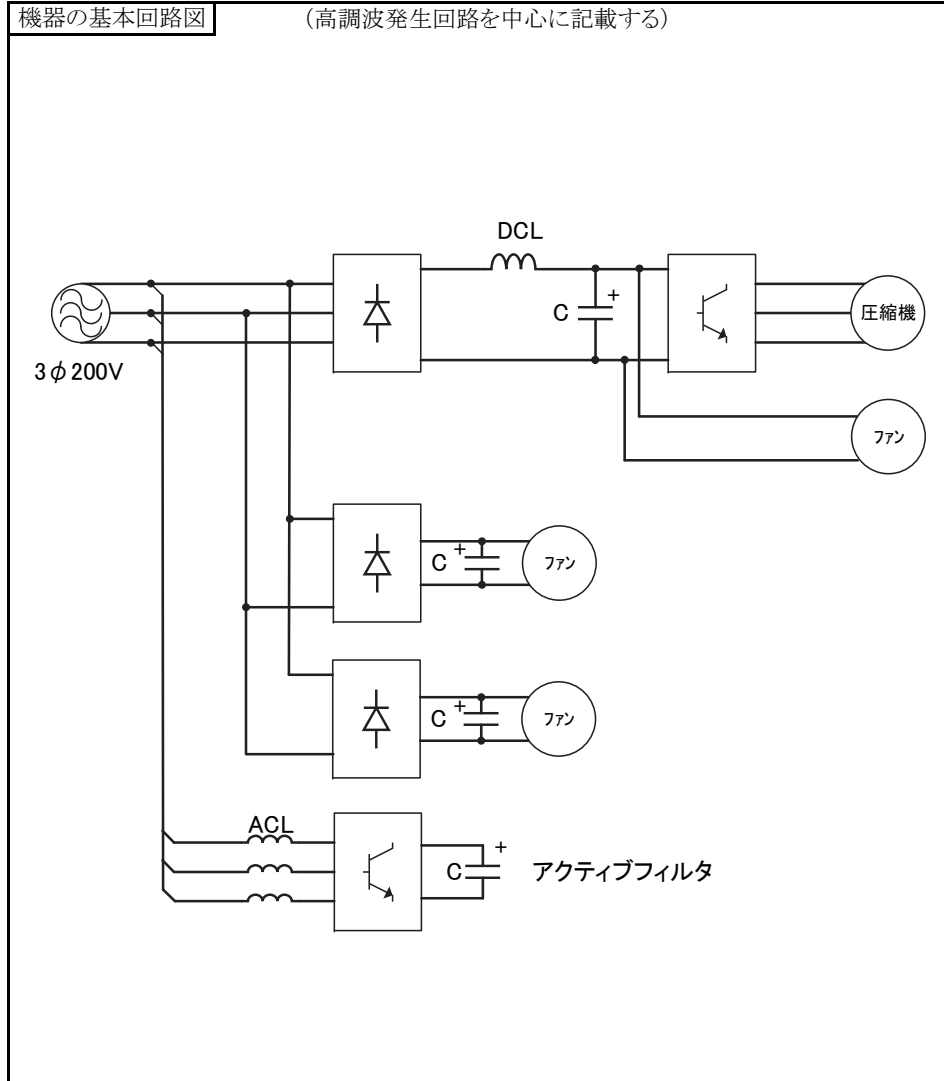 機器の基本回路図
(高調波発生回路を中心に記載する)
DCL
C
+
圧縮機
3φ200V
ファン
C
+
ファン
C
+
ファン
ACL
C
+
アクティブフィルタ